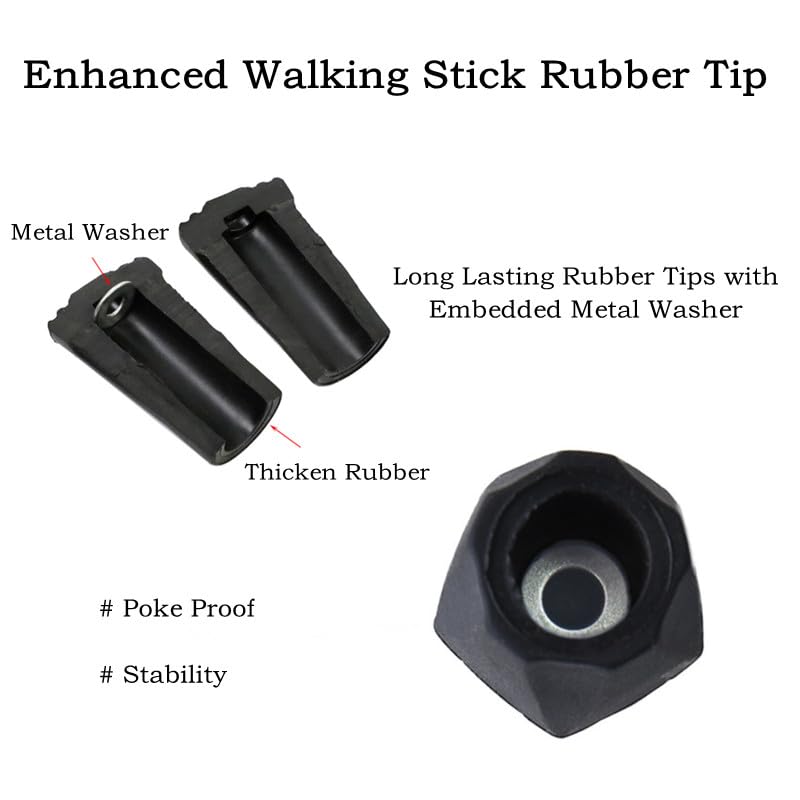 Enhanced Walking Stick Rubber Tip
Metal Washer
Long Lasting Rubber Tips with
Embedded Metal Washer
Thicken Rubber
# Poke Proof
# Stability